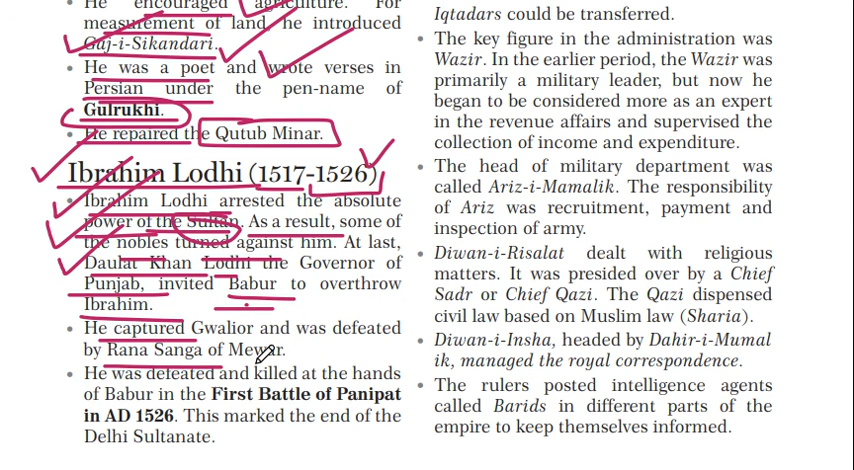 He encouraged agriculture. For
measurement of land, he introduced
Gaj-i-Sikandari.
He was a poet and wrote verses in
Persian under the pen-name of
Gulrukhi.
He repaired the Qutub Minar.
Ibrahim Lodhi (1517-1526)
Ibrahim Lodhi arrested the absolute
power of the Sultan. As a result, some of
the nobles turned against him. At last,
Daulat Khan Lodhi the Governor of
Punjab, invited Babur to overthrow
Ibrahim.
He captured Gwalior and was defeated
by Rana Sanga of Mewar.
He was defeated and killed at the hands
of Babur in the First Battle of Panipat
in AD 1526. This marked the end of the
Delhi Sultanate.
Iqtadars could be transferred.
The key figure in the administration was
Wazir. In the earlier period, the Wazir was
primarily a military leader, but now he
began to be considered more as an expert
in the revenue affairs and supervised the
collection of income and expenditure.
The head of military department was
called Ariz-i-Mamalik. The responsibility
of Ariz was recruitment, payment and
inspection of army.
Diwan-i-Risalat dealt with religious
matters. It was presided over by a Chief
Sadr or Chief Qazi. The Qazi dispensed
civil law based on Muslim law (Sharia).
Diwan-i-Insha, headed by Dahir-i-Mumal
ik, managed the royal correspondence.
The rulers posted intelligence agents
called Barids in different parts of the
empire to keep themselves informed.